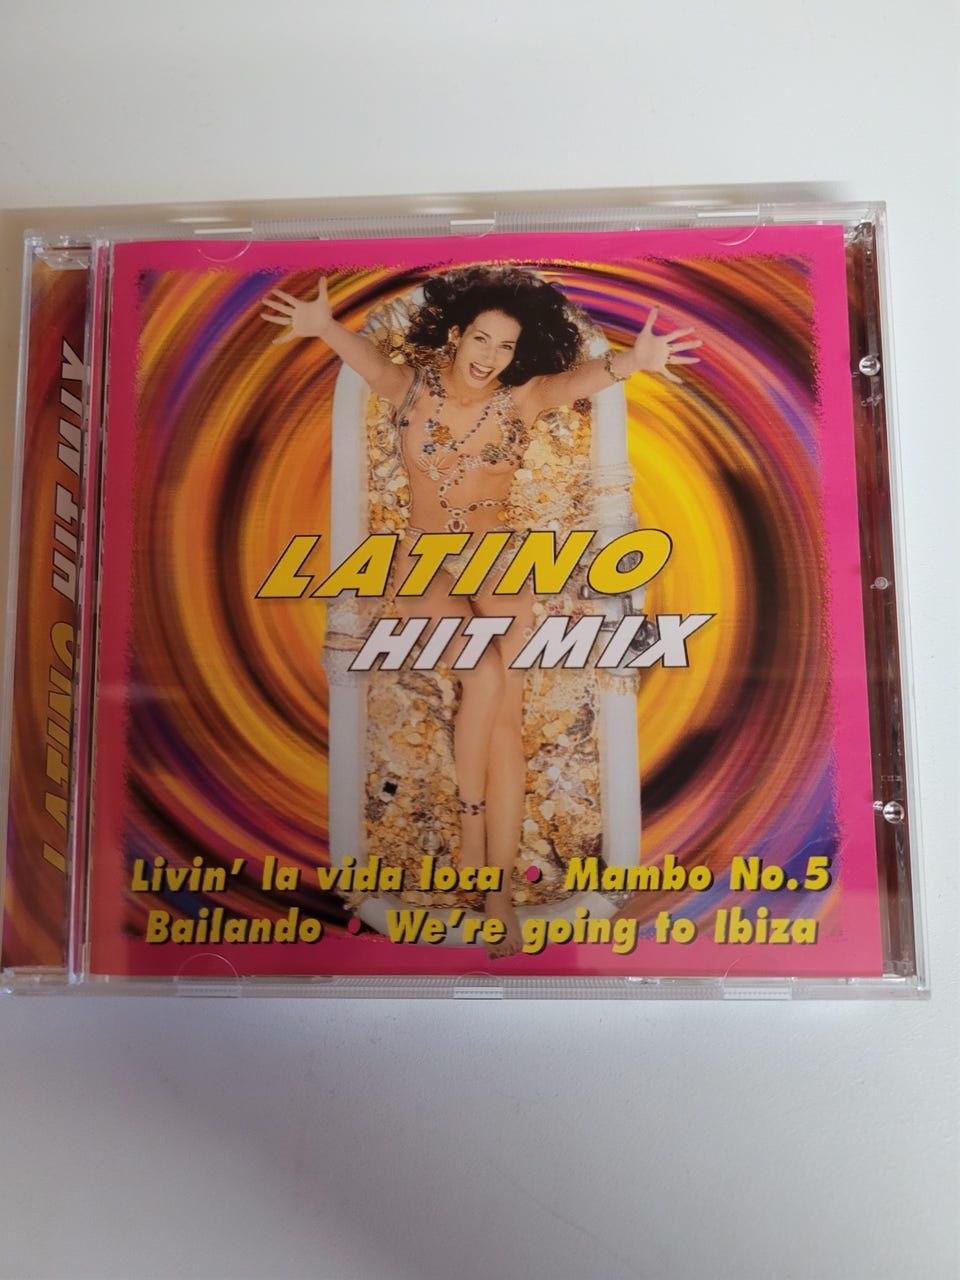 LATINO HIT MIX
LATINO
HIT MIX
Livin' la vida loca • Mambo No.5
Bailando • We're going to Ibiza